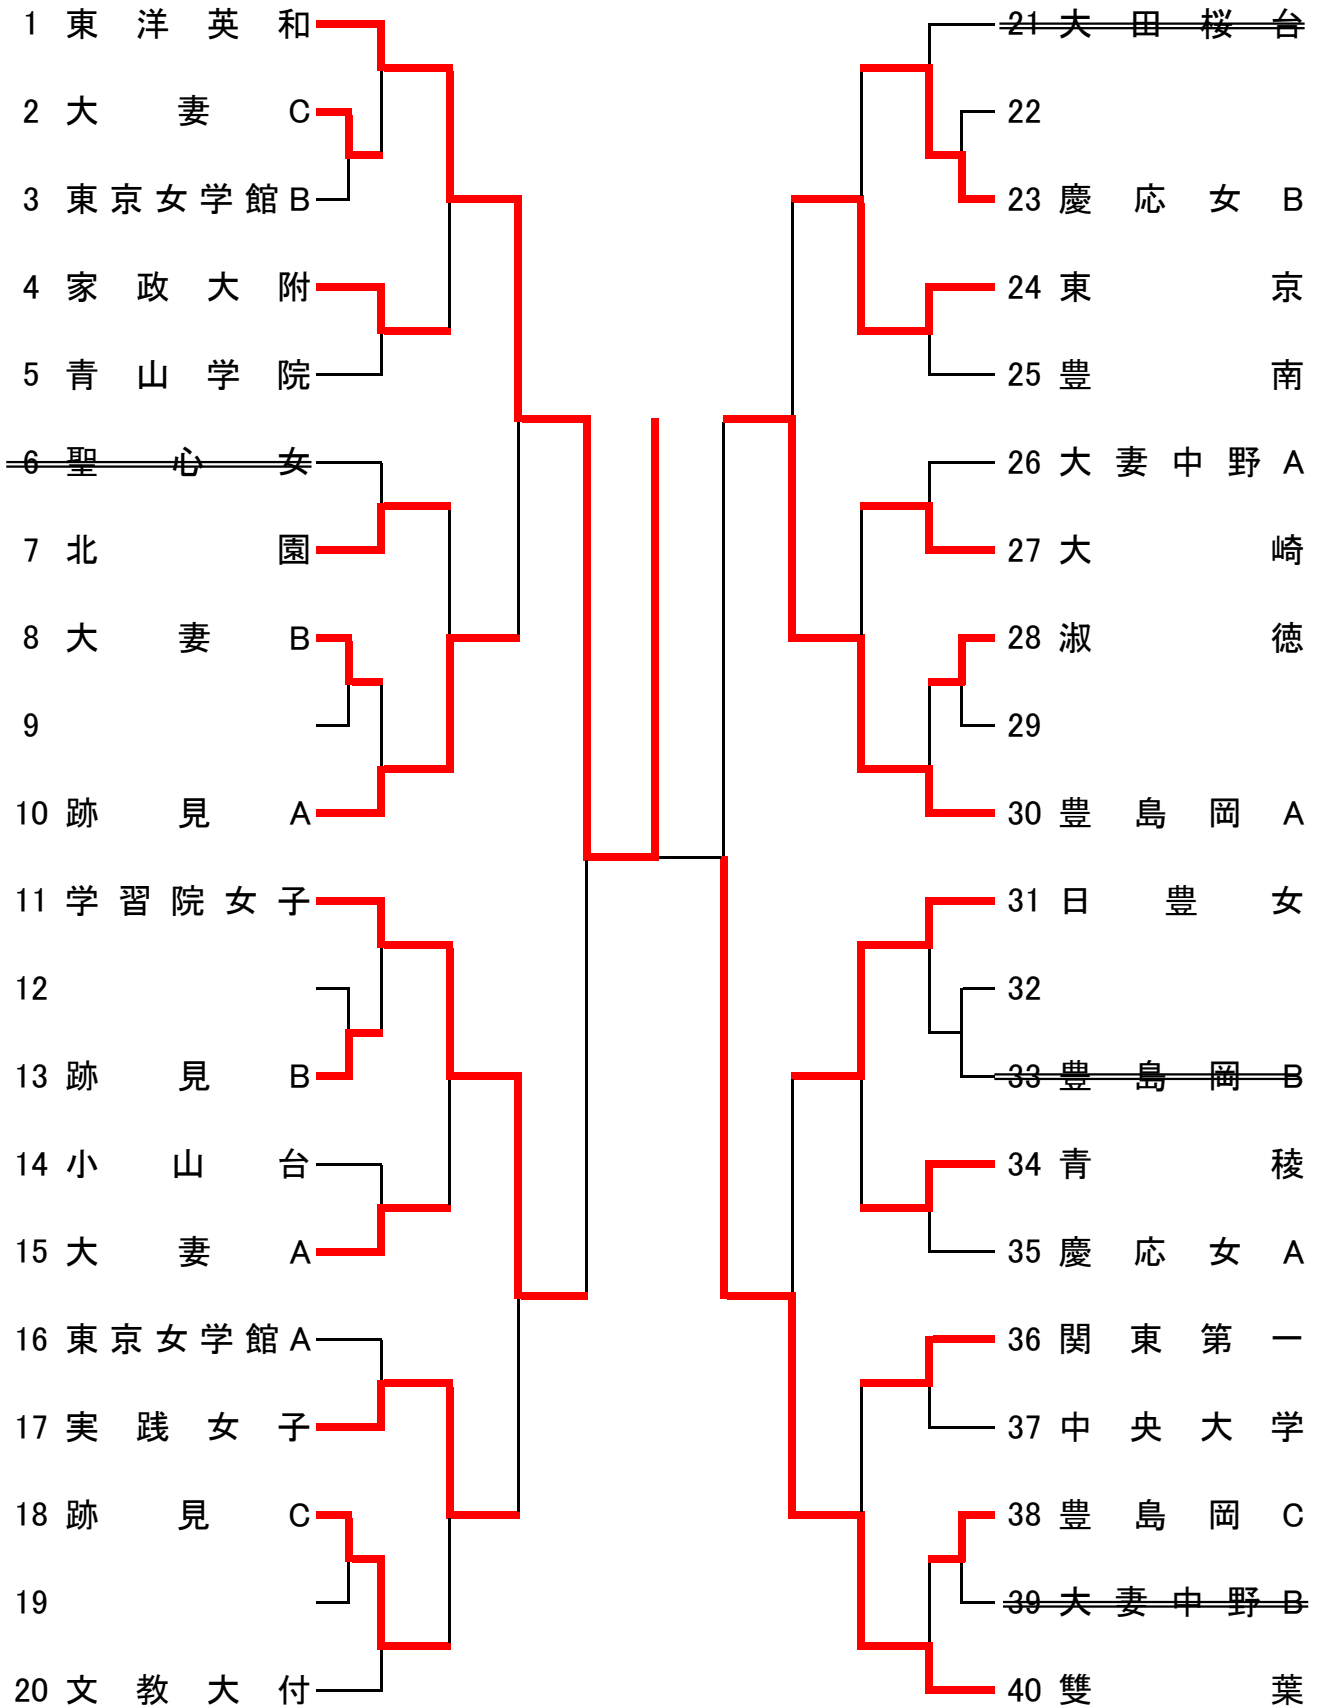 1 東洋英和
2 大妻C
3 東京女学館B
4 家政大附
5 青山学院
6 聖心女
7 北園
8 大妻B
9
10 跡見A
11 学習院女子
12
13 跡見B
14 小山台
15 大妻A
16 東京女学館A
17 実践女子
18 跡見C
19
20 文教大付
21 大田桜台
22
23 慶応女B
24 東京
25 豊南
26 大妻中野A
27 大崎
28 淑徳
29
30 豊島岡A
31 日豊女
32
33 豊島岡B
34 青稜
35 慶応女A
36 関東第一
37 中央大学
38 豊島岡C
39 大妻中野B
40 雙葉